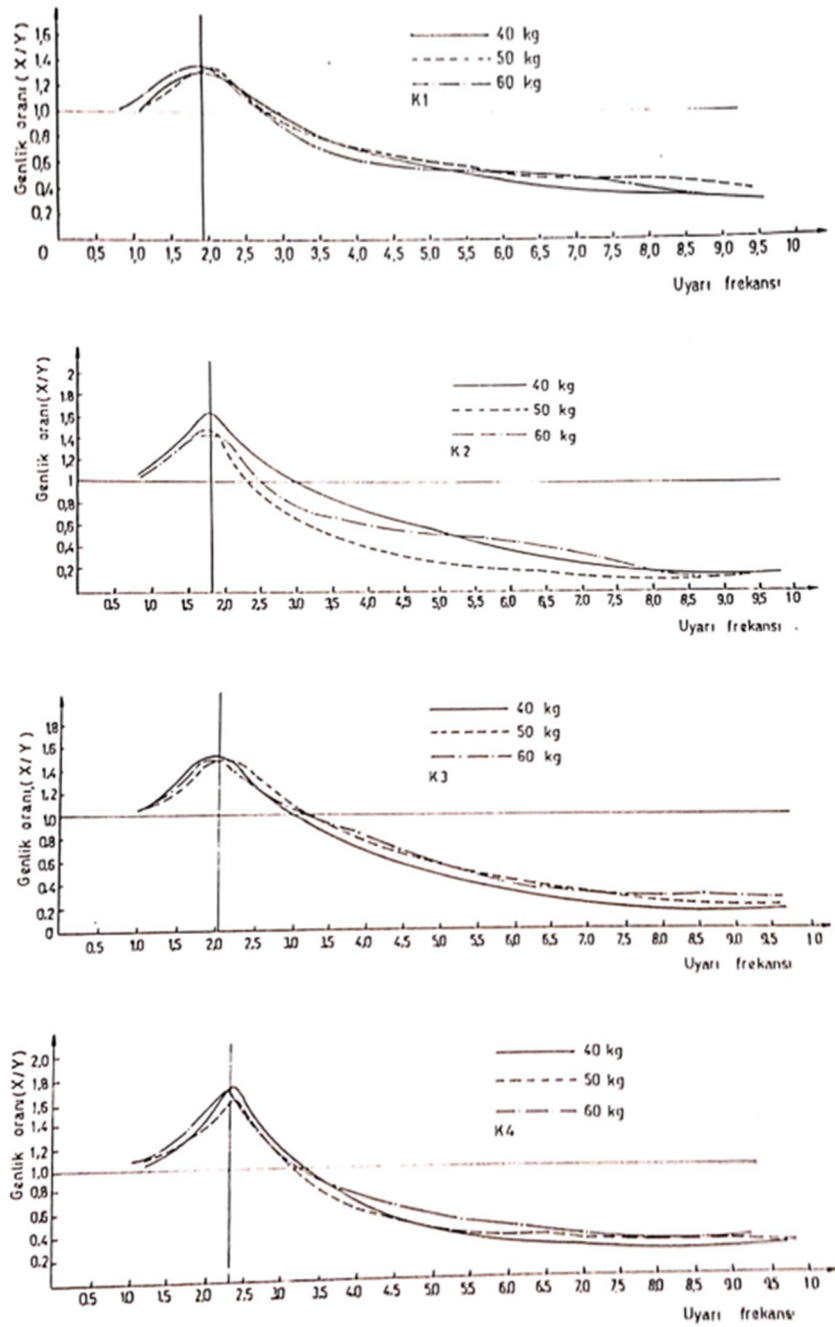 Genlik oranı (X/Y)
1,6
1,4
1,2
1,0
0,8
0,6
0,4
0,2
0
40 kg
50 kg
60 kg
K1
0,5 1,0 1,5 2,0 2,5 3,0 3,5 4,0 4,5 5,0 5,5 6,0 6,5 7,0 7,5 8,0 8,5 9,0 9,5 10
Uyarı frekansı
Genlik oranı (X/Y)
2
1.8
1,6
1,4
1,2
1
0,8
0,6
0,4
0,2
40 kg
50 kg
60 kg
K2
0.5 1.0 1.5 2.0 2.5 3.0 3.5 4,0 4,5 5,0 5,5 6,0 6,5 7,0 7,5 8,0 8,5 9,0 9,5 10
Uyarı frekansı
Genlik oranı,(X/Y)
1,8
1.6
1.4
1.0
0.8
0.6
0.4
0.2
0
40 kg
50 kg
60 kg
K3
0.5 1.0 1,5 2.0 2.5 3.0 3.5 4.0 4,5 5,0 5.5 6,0 6,5 7,0 7,5 8,0 8,5 9,0 9,5 10
Uyarı frekansı
Genlik oranı(X/Y)
2,0
1,8
1,6
1.2
1.0
0.8
0.6
0.4
0.2
40 kg
50 kg
60 kg
K4
0.5 1.0 1.5 2,0 2.5 3.0 3.5 4.0 4.5 5.0 5.5 6.0 6.5 7.0 7.5 8.0 8.5 9.0 9.5 10
Uyarı frekansı